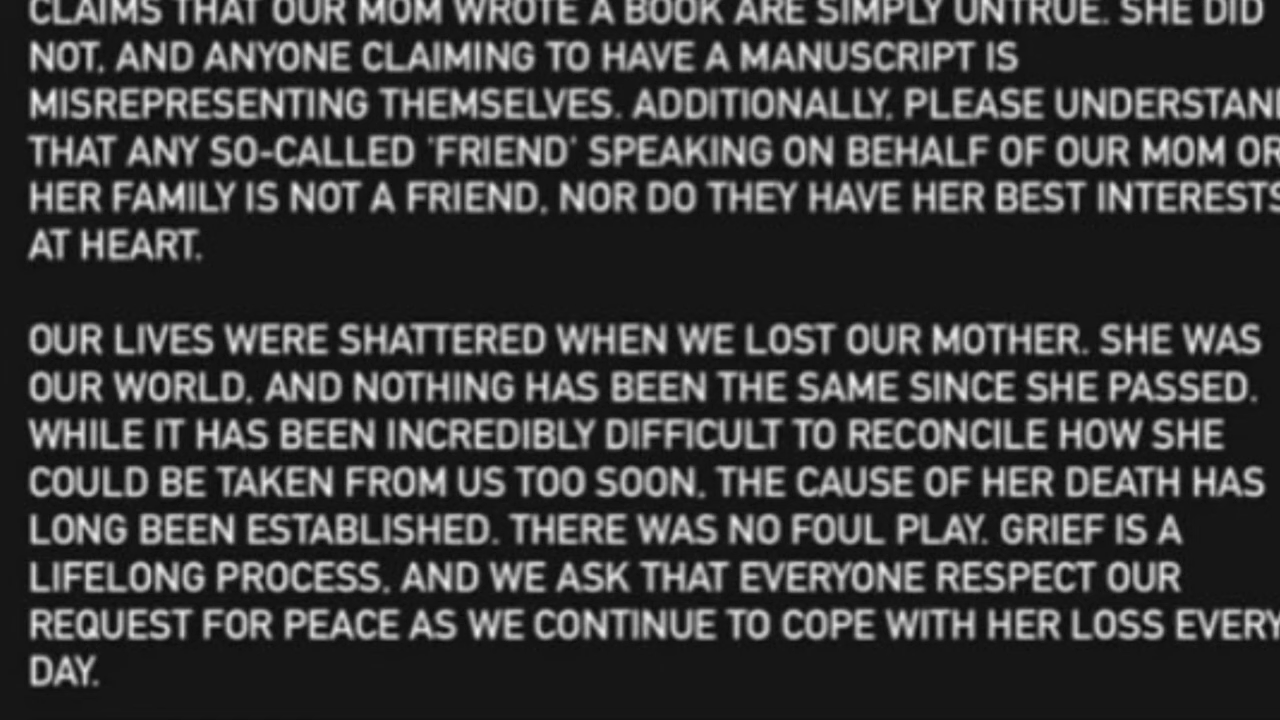 CLAIMS THAT OUR MOM WROTE A BOOK ARE SIMPLY UNTRUE. SHE DID
NOT, AND ANYONE CLAIMING TO HAVE A MANUSCRIPT IS
MISREPRESENTING THEMSELVES. ADDITIONALLY, PLEASE UNDERSTAND
THAT ANY SO-CALLED 'FRIEND' SPEAKING ON BEHALF OF OUR MOM OR
HER FAMILY IS NOT A FRIEND, NOR DO THEY HAVE HER BEST INTERESTS
AT HEART.
OUR LIVES WERE SHATTERED WHEN WE LOST OUR MOTHER. SHE WAS
OUR WORLD, AND NOTHING HAS BEEN THE SAME SINCE SHE PASSED.
WHILE IT HAS BEEN INCREDIBLY DIFFICULT TO RECONCILE HOW SHE
COULD BE TAKEN FROM US TOO SOON, THE CAUSE OF HER DEATH HAS
LONG BEEN ESTABLISHED. THERE WAS NO FOUL PLAY. GRIEF IS A
LIFELONG PROCESS, AND WE ASK THAT EVERYONE RESPECT OUR
REQUEST FOR PEACE AS WE CONTINUE TO COPE WITH HER LOSS EVERY
DAY.